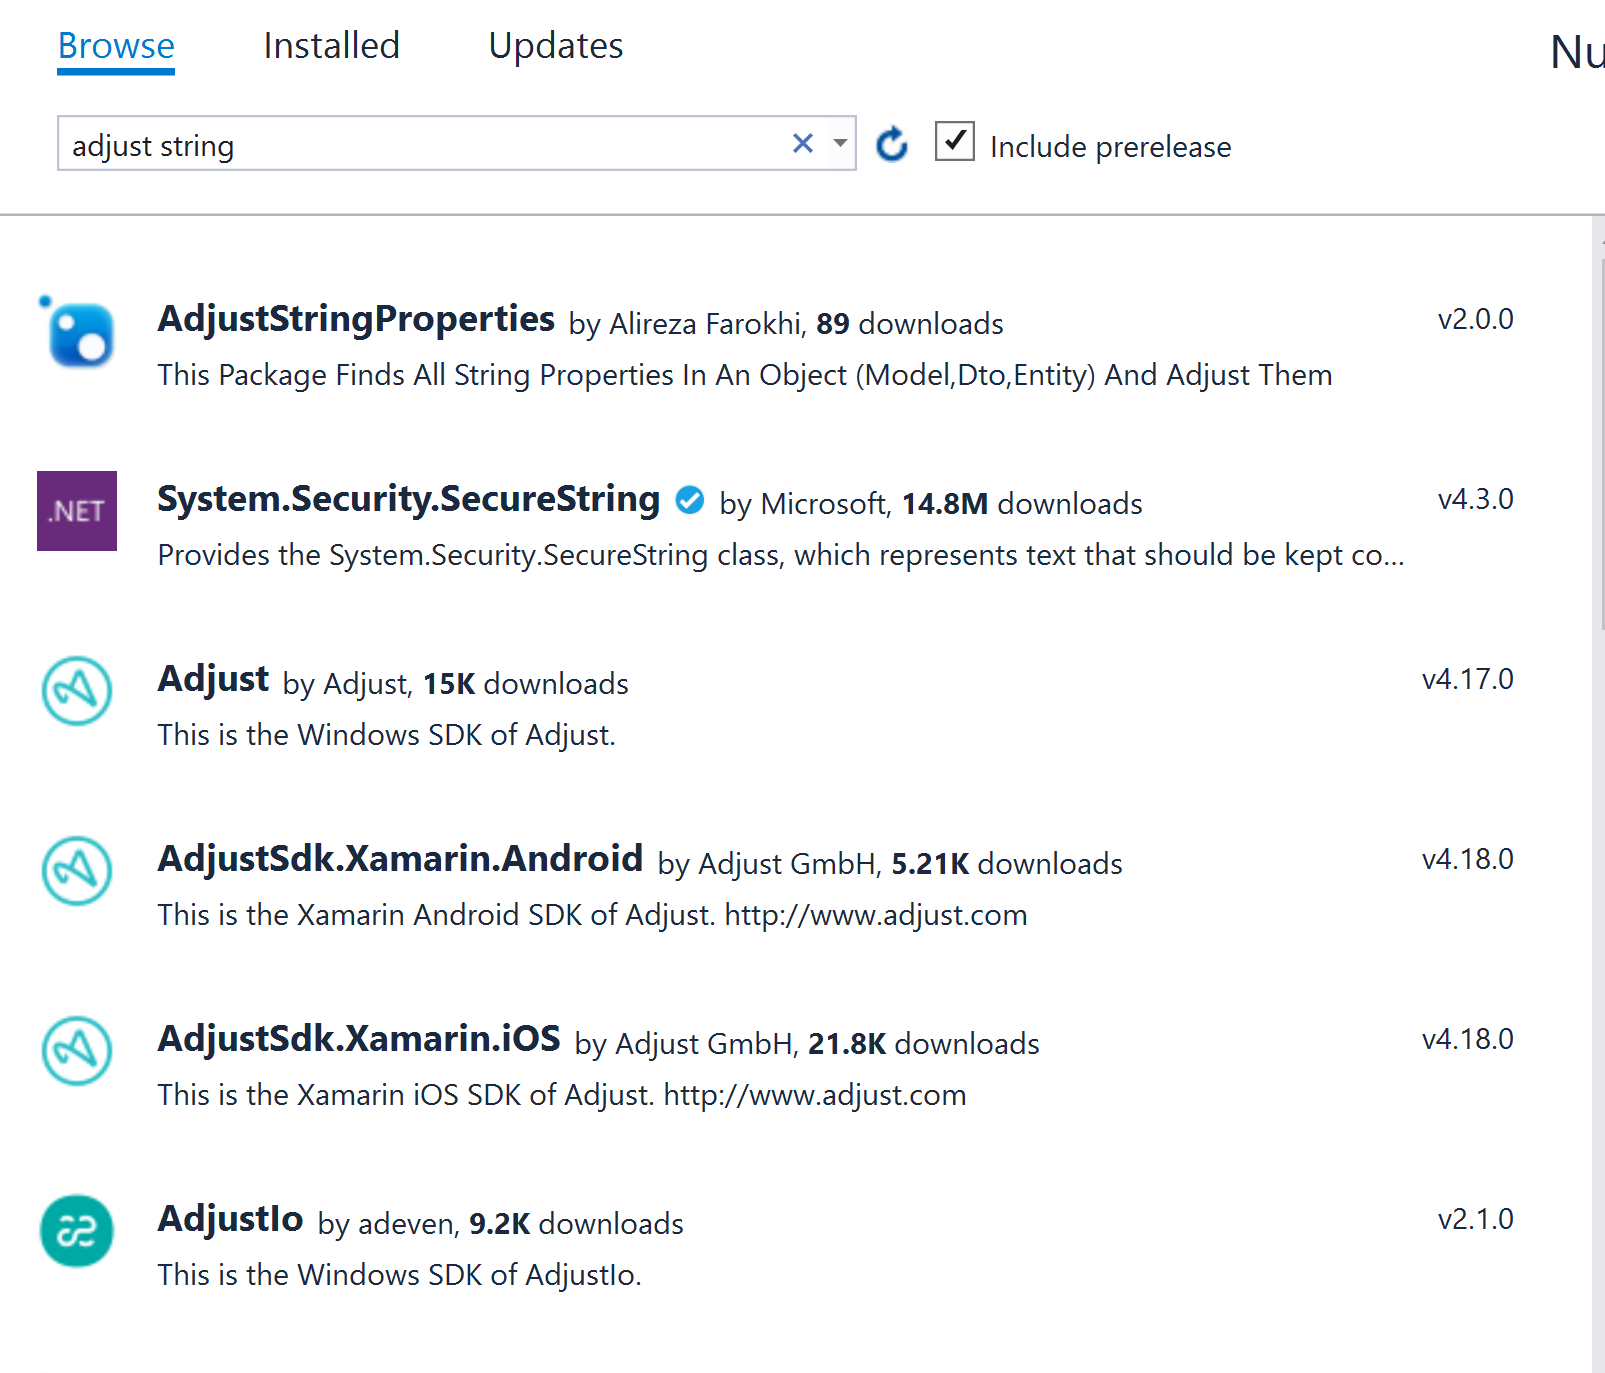 Browse Installed Updates Nu
adjust string Include prerelease
AdjustStringProperties by Alireza Farokhi, 89 downloads v2.0.0
This Package Finds All String Properties In An Object (Model,Dto,Entity) And Adjust Them
.NET
System.Security.SecureString by Microsoft, 14.8M downloads v4.3.0
Provides the System.Security.SecureString class, which represents text that should be kept co...
Adjust by Adjust, 15K downloads v4.17.0
This is the Windows SDK of Adjust.
AdjustSdk.Xamarin.Android by Adjust GmbH, 5.21K downloads v4.18.0
This is the Xamarin Android SDK of Adjust. http://www.adjust.com
AdjustSdk.Xamarin.iOS by Adjust GmbH, 21.8K downloads v4.18.0
This is the Xamarin iOS SDK of Adjust. http://www.adjust.com
AdjustIo by adeven, 9.2K downloads v2.1.0
This is the Windows SDK of AdjustIo.